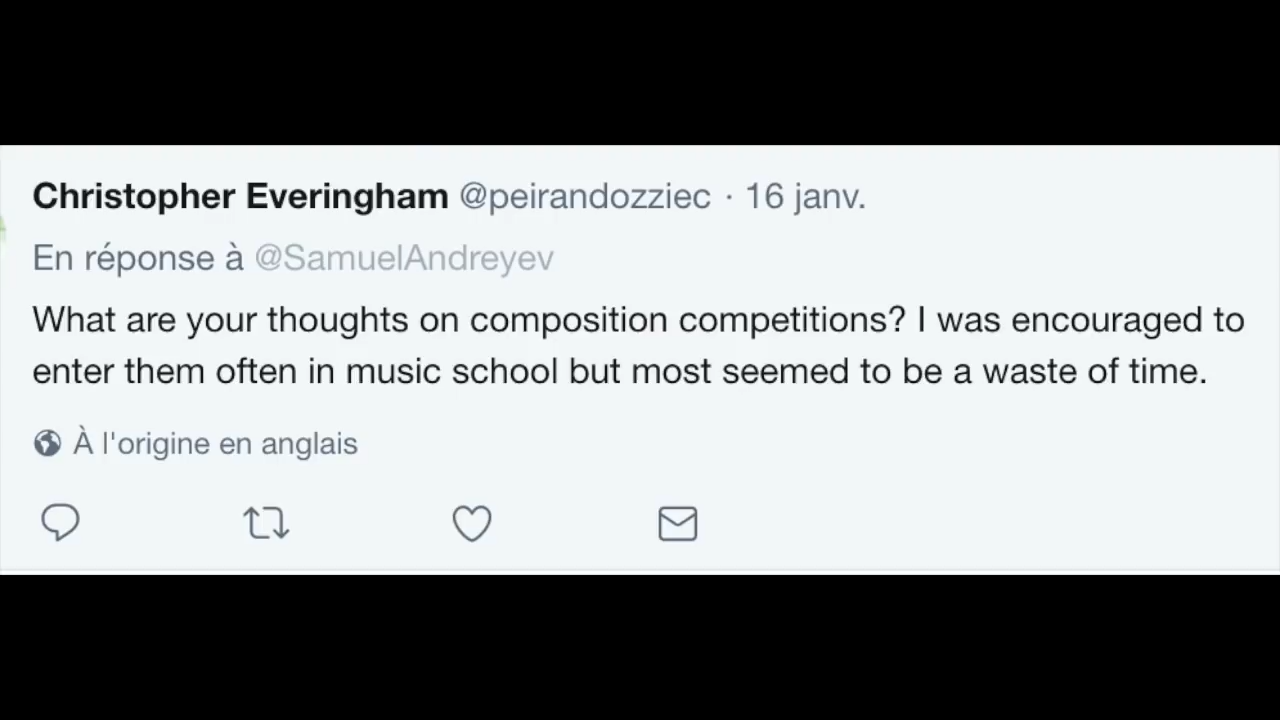 Christopher Everingham @peirandozziec · 16 janv.
En réponse à @SamuelAndreyev
What are your thoughts on composition competitions? I was encouraged to
enter them often in music school but most seemed to be a waste of time.
À l'origine en anglais